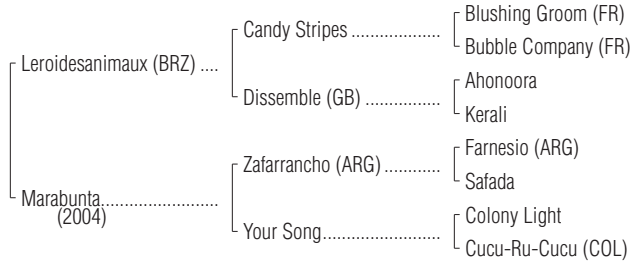 Blushing Groom (FR)
Candy Stripes ...................
Bubble Company (FR)
Leroidesanimaux (BRZ) ....
Ahonoora
Dissemble (GB) ................
Kerali
Farnesio (ARG)
Zafarrancho (ARG) ............
Safada
Marabunta.........................
(2004)
Colony Light
Your Song.........................
Cucu-Ru-Cucu (COL)